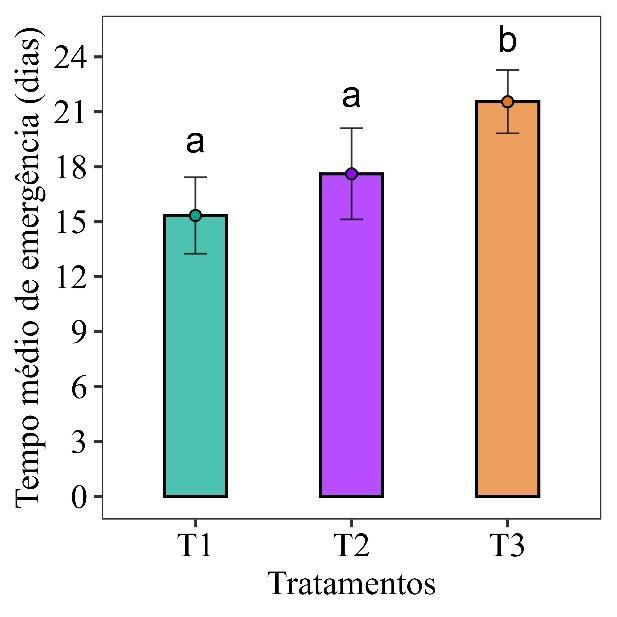 Tempo médio de emergência (dias)
24
21
18
15
12
9
6
3
0
a
a
b
T1
T2
T3
Tratamentos